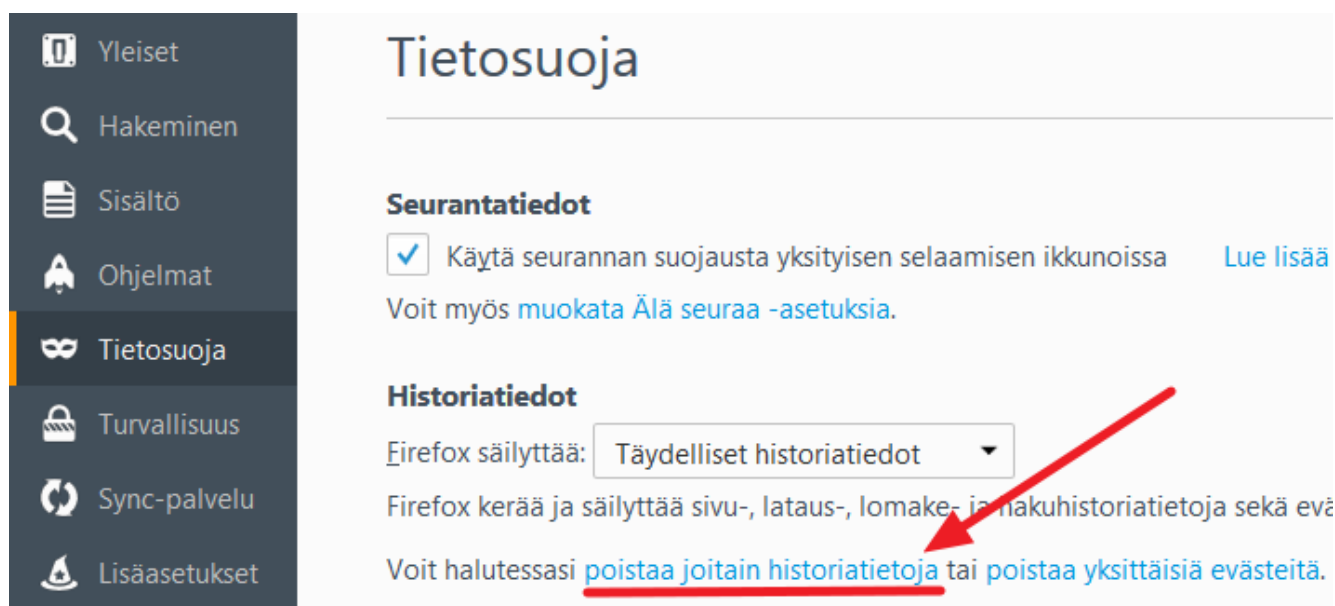 Yleiset
Hakeminen
Sisältö
Ohjelmat
Tietosuoja
Turvallisuus
Sync-palvelu
Lisäasetukset
Tietosuoja
Seurantatiedot
Käytä seurannan suojausta yksityisen selaamisen ikkunoissa Lue lisää
Voit myös muokata Älä seuraa -asetuksia.
Historiatiedot
Firefox säilyttää: Täydelliset historiatiedot
Firefox kerää ja säilyttää sivu-, lataus-, lomake- ja hakuhistoriatietoja sekä evä
Voit halutessasi poistaa joitain historiatietoja tai poistaa yksittäisiä evästeitä.